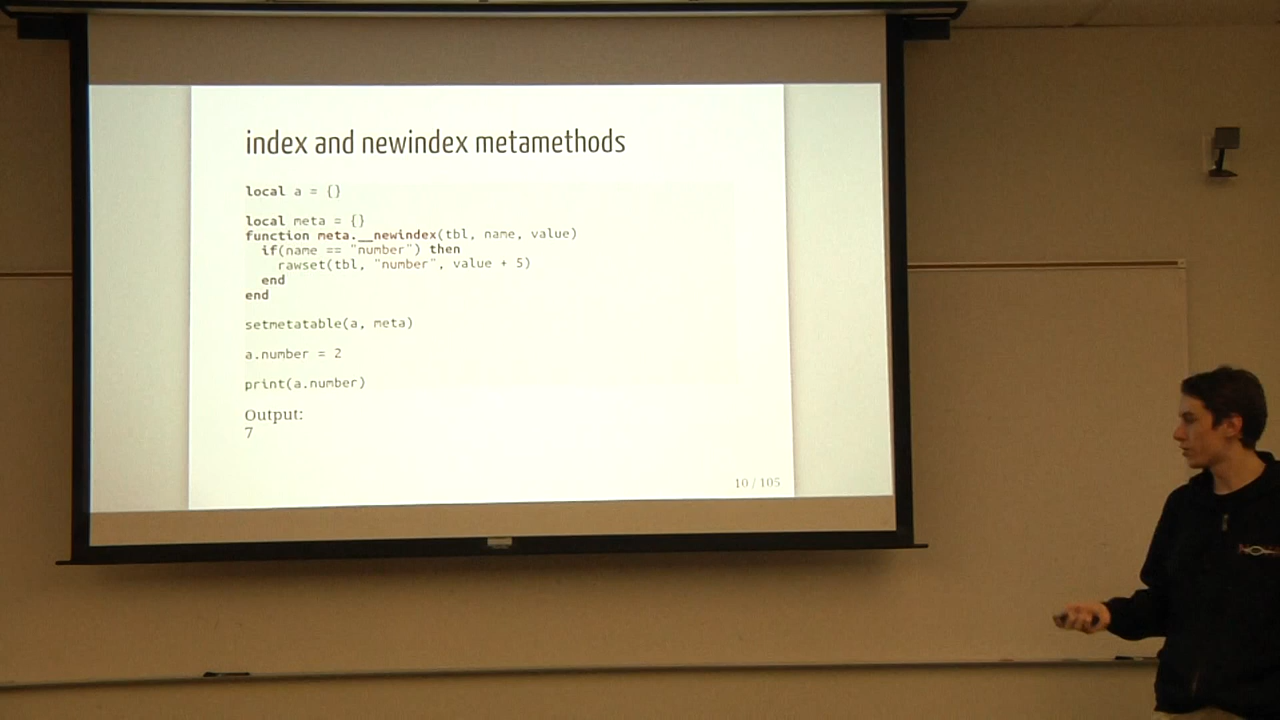 index and newindex metamethods
local a = {}
local meta = {}
function meta.__newindex(tbl, name, value)
if(name == "number") then
rawset(tbl, "number", value + 5)
end
end
setmetatable(a, meta)
a.number = 2
print(a.number)
Output:
7
10 / 105